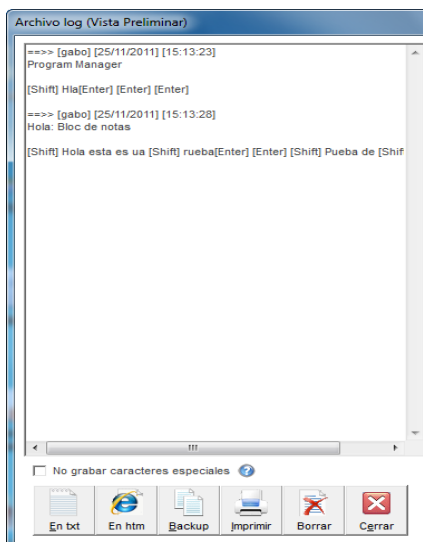 Archivo log (Vista Preliminar)
==>> [gabo] [25/11/2011] [15:13:23]
Program Manager
[Shift] Hla[Enter] [Enter] [Enter]
==>> [gabo] [25/11/2011] [15:13:28]
Hola: Bloc de notas
[Shift] Hola esta es ua [Shift] rueba[Enter] [Enter] [Shift] Pueba de [Shif
No grabar caracteres especiales
En txt En htm Backup Imprimir Borrar Cerrar